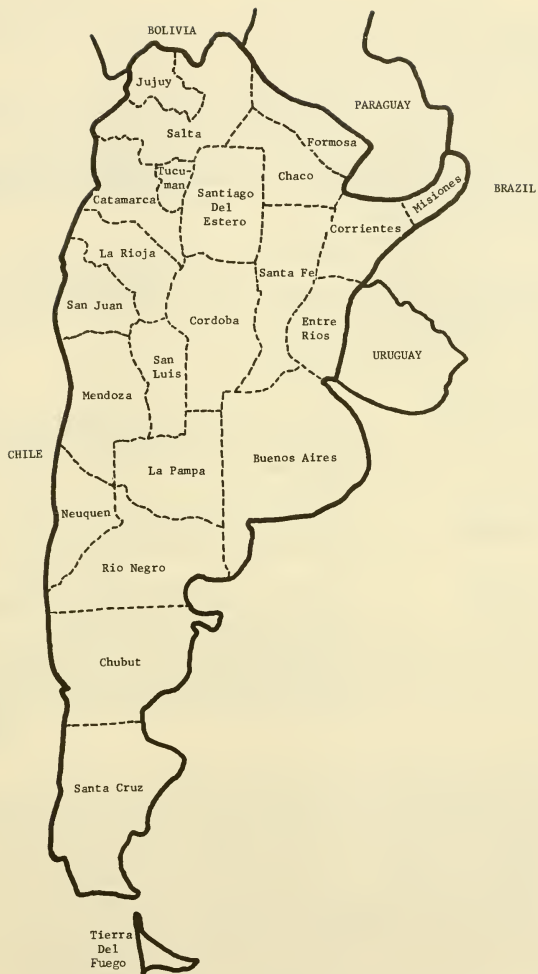 BOLIVIA
Jujuy
PARAGUAY
Salta
Formosa
Tucu-
man
Chaco
Misiones
BRAZIL
Catamarca
Santiago
Del
Estero
Corrientes
La Rioja
Santa Fe
San Juan
Cordoba
Entre
Rios
San
Luis
URUGUAY
Mendoza
CHILE
La Pampa
Buenos Aires
Neuquen
Rio Negro
Chubut
Santa Cruz
Tierra
Del
Fuego